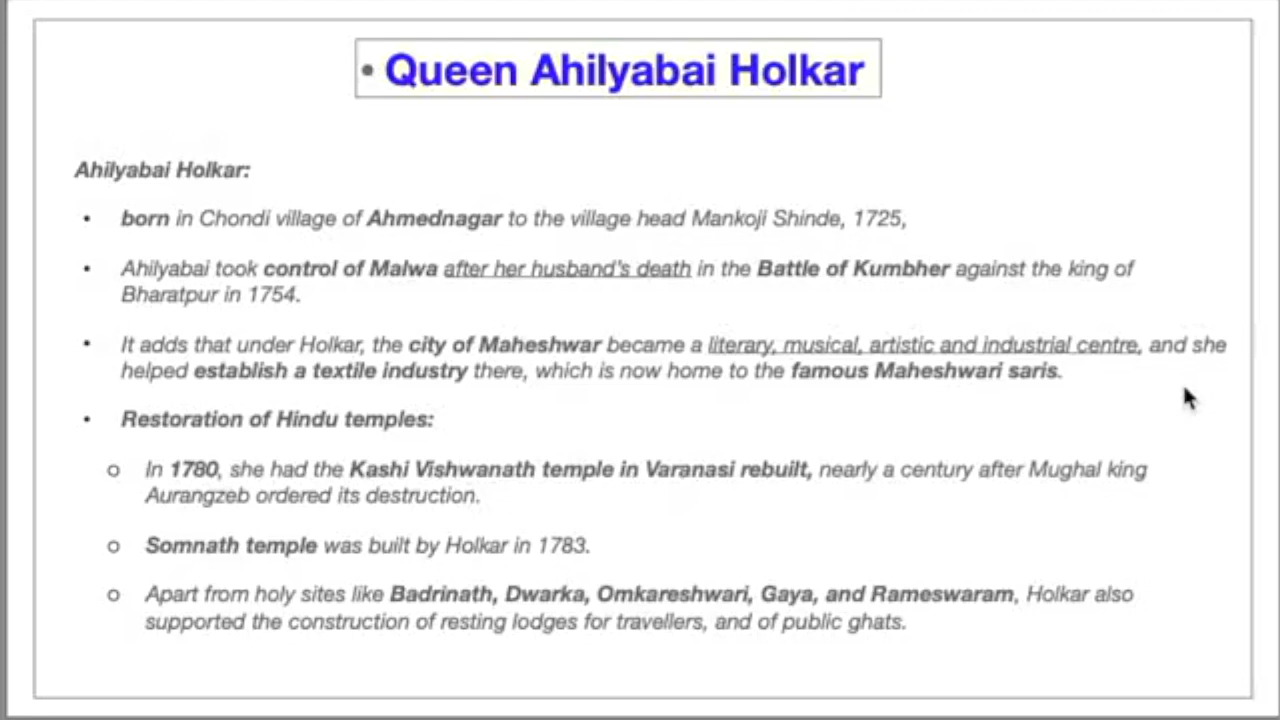 • Queen Ahilyabai Holkar
Ahilyabai Holkar:
• born in Chondi village of Ahmednagar to the village head Mankoji Shinde, 1725,
• Ahilyabai took control of Malwa after her husband's death in the Battle of Kumbher against the king of
Bharatpur in 1754.
• It adds that under Holkar, the city of Maheshwar became a literary, musical, artistic and industrial centre, and she
helped establish a textile industry there, which is now home to the famous Maheshwari saris.
• Restoration of Hindu temples:
o In 1780, she had the Kashi Vishwanath temple in Varanasi rebuilt, nearly a century after Mughal king
Aurangzeb ordered its destruction.
o Somnath temple was built by Holkar in 1783.
o Apart from holy sites like Badrinath, Dwarka, Omkareshwari, Gaya, and Rameswaram, Holkar also
supported the construction of resting lodges for travellers, and of public ghats.